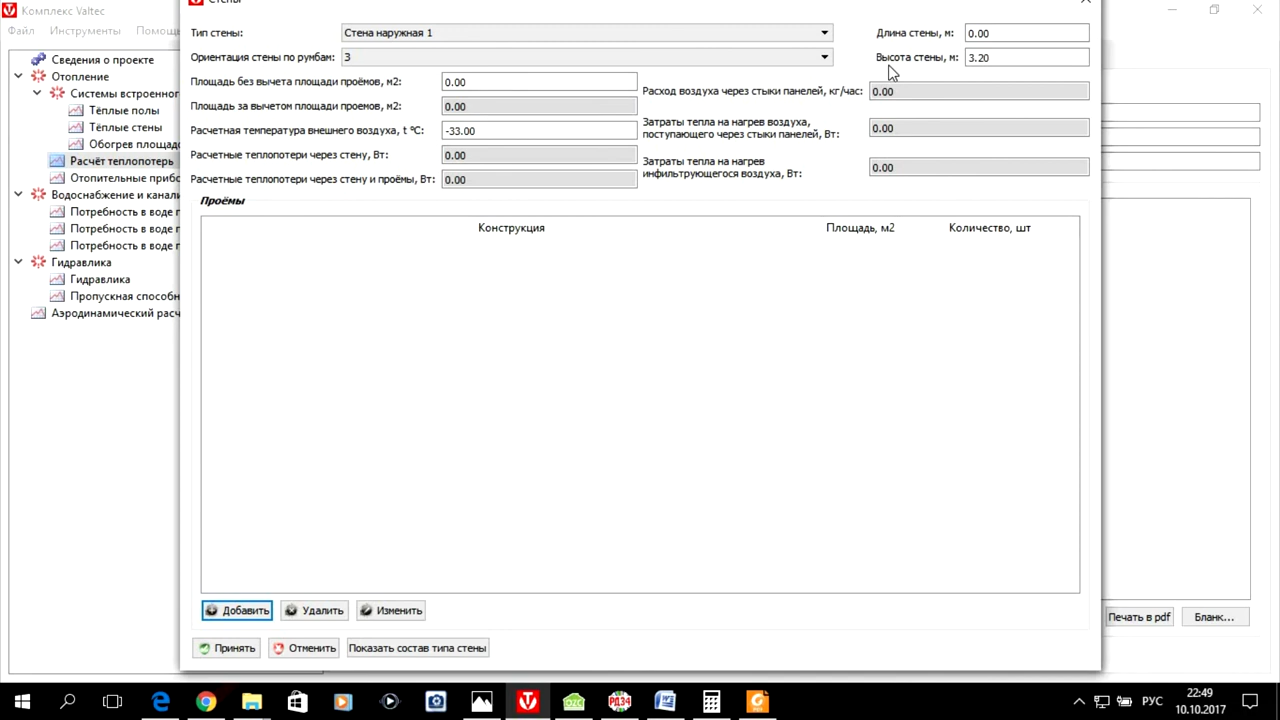 Комплекс Valtec
Файл Инструменты Помощь
Сведения о проекте
Отопление
Системы встроенног
Тёплые полы
Тёплые стены
Обогрев площадо
Расчёт теплопотерь
Отопительные прибо
Водоснабжение и канали
Потребность в воде г
Потребность в воде г
Потребность в воде г
Гидравлика
Гидравлика
Пропускная способн
Аэродинамический расч
Стены
Тип стены: Стена наружная 1
Ориентация стены по румбам: З
Площадь без вычета площади проёмов, м2: 0.00
Площадь за вычетом площади проемов, м2: 0.00
Расчетная температура внешнего воздуха, t °C: -33.00
Расчетные теплопотери через стену, Вт: 0.00
Расчетные теплопотери через стену и проёмы, Вт: 0.00
Длина стены, м: 0.00
Высота стены, м: 3.20
Расход воздуха через стыки панелей, кг/час: 0.00
Затраты тепла на нагрев воздуха,
поступающего через стыки панелей, Вт: 0.00
Затраты тепла на нагрев
инфильтрующегося воздуха, Вт: 0.00
Проёмы
Конструкция Площадь, м2 Количество, шт
Добавить Удалить Изменить
Принять Отменить Показать состав типа стены
Печать в pdf Бланк...
РД34
РУС
22:49
10.10.2017